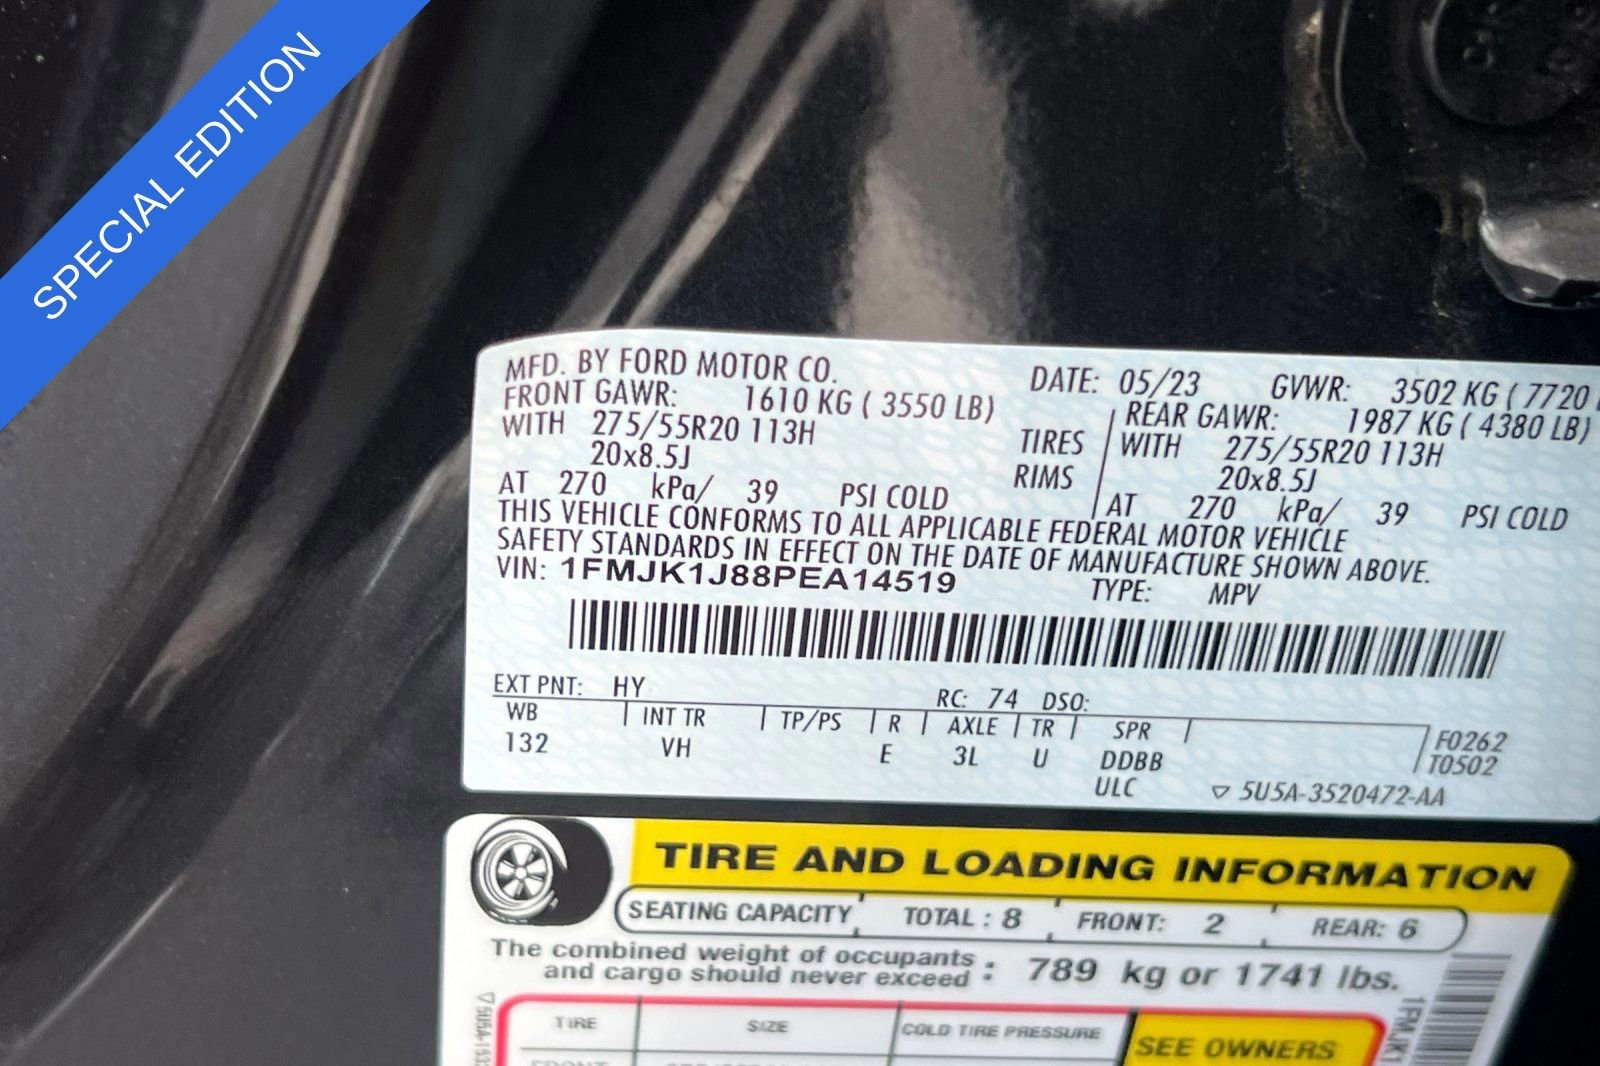 SPECIAL EDITION
MFD. BY FORD MOTOR CO.
DATE: 05/23 GVWR: 3502 KG ( 7720
FRONT GAWR: 1610 KG ( 3550 LB)
REAR GAWR: 1987 KG ( 4380 LB)
WITH 275/55R20 113H TIRES WITH 275/55R20 113H
20x8.5J RIMS 20x8.5J
AT 270 kPa/ 39 PSI COLD AT 270 kPa/ 39 PSI COLD
THIS VEHICLE CONFORMS TO ALL APPLICABLE FEDERAL MOTOR VEHICLE
SAFETY STANDARDS IN EFFECT ON THE DATE OF MANUFACTURE SHOWN ABOVE.
VIN: 1FMJK1J88PEA14519 TYPE: MPV
EXT PNT: HY RC: 74 DSO:
WB INT TR TP/PS R AXLE TR SPR
132 VH E 3L U DDBB
ULC
F0262
T0502
▽ 5U5A-3520472-AA
TIRE AND LOADING INFORMATION
SEATING CAPACITY TOTAL : 8 FRONT: 2 REAR: 6
The combined weight of occupants
and cargo should never exceed : 789 kg or 1741 lbs.
TIRE SIZE COLD TIRE PRESSURE
SEE OWNERS